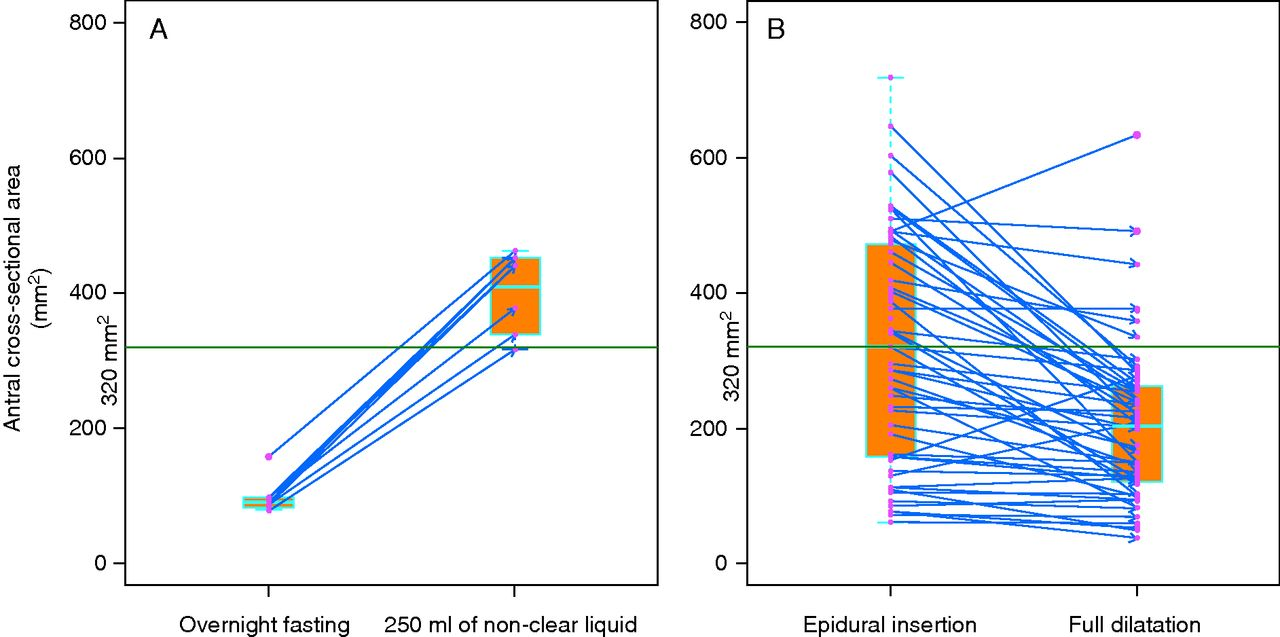 A
B
Antral cross-sectional area
(mm²)
800
600
400
200
0
320 mm²
Overnight fasting
250 ml of non-clear liquid
800
600
400
200
0
320 mm²
Epidural insertion
Full dilatation